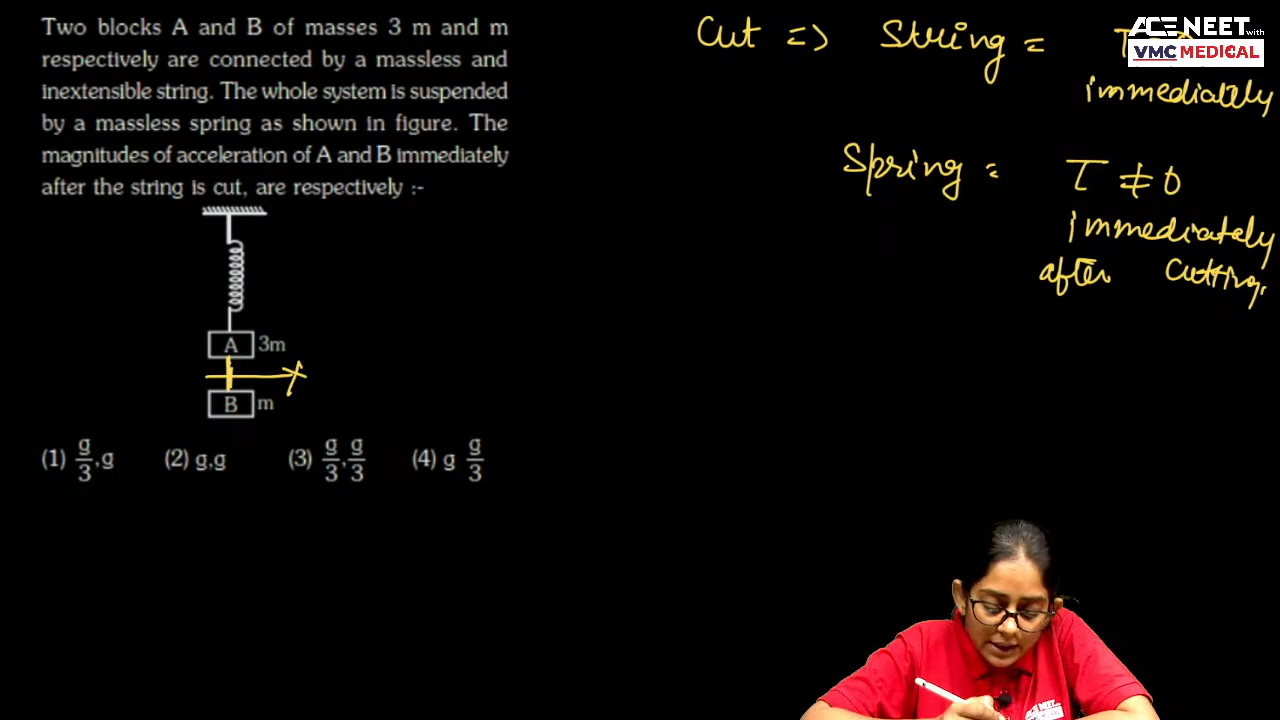 Two blocks A and B of masses 3 m and m
respectively are connected by a massless and
inextensible string. The whole system is suspended
by a massless spring as shown in figure. The
magnitudes of acceleration of A and B immediately
after the string is cut, are respectively :-
A 3m
B m
(1) g/3,g (2) g,g (3) g/3,g/3 (4) g g/3
Cut => String =
immediately
Spring = T ≠ 0
immediately
after cutting.
ACE NEET with
VMC MEDICAL
ACE NEET